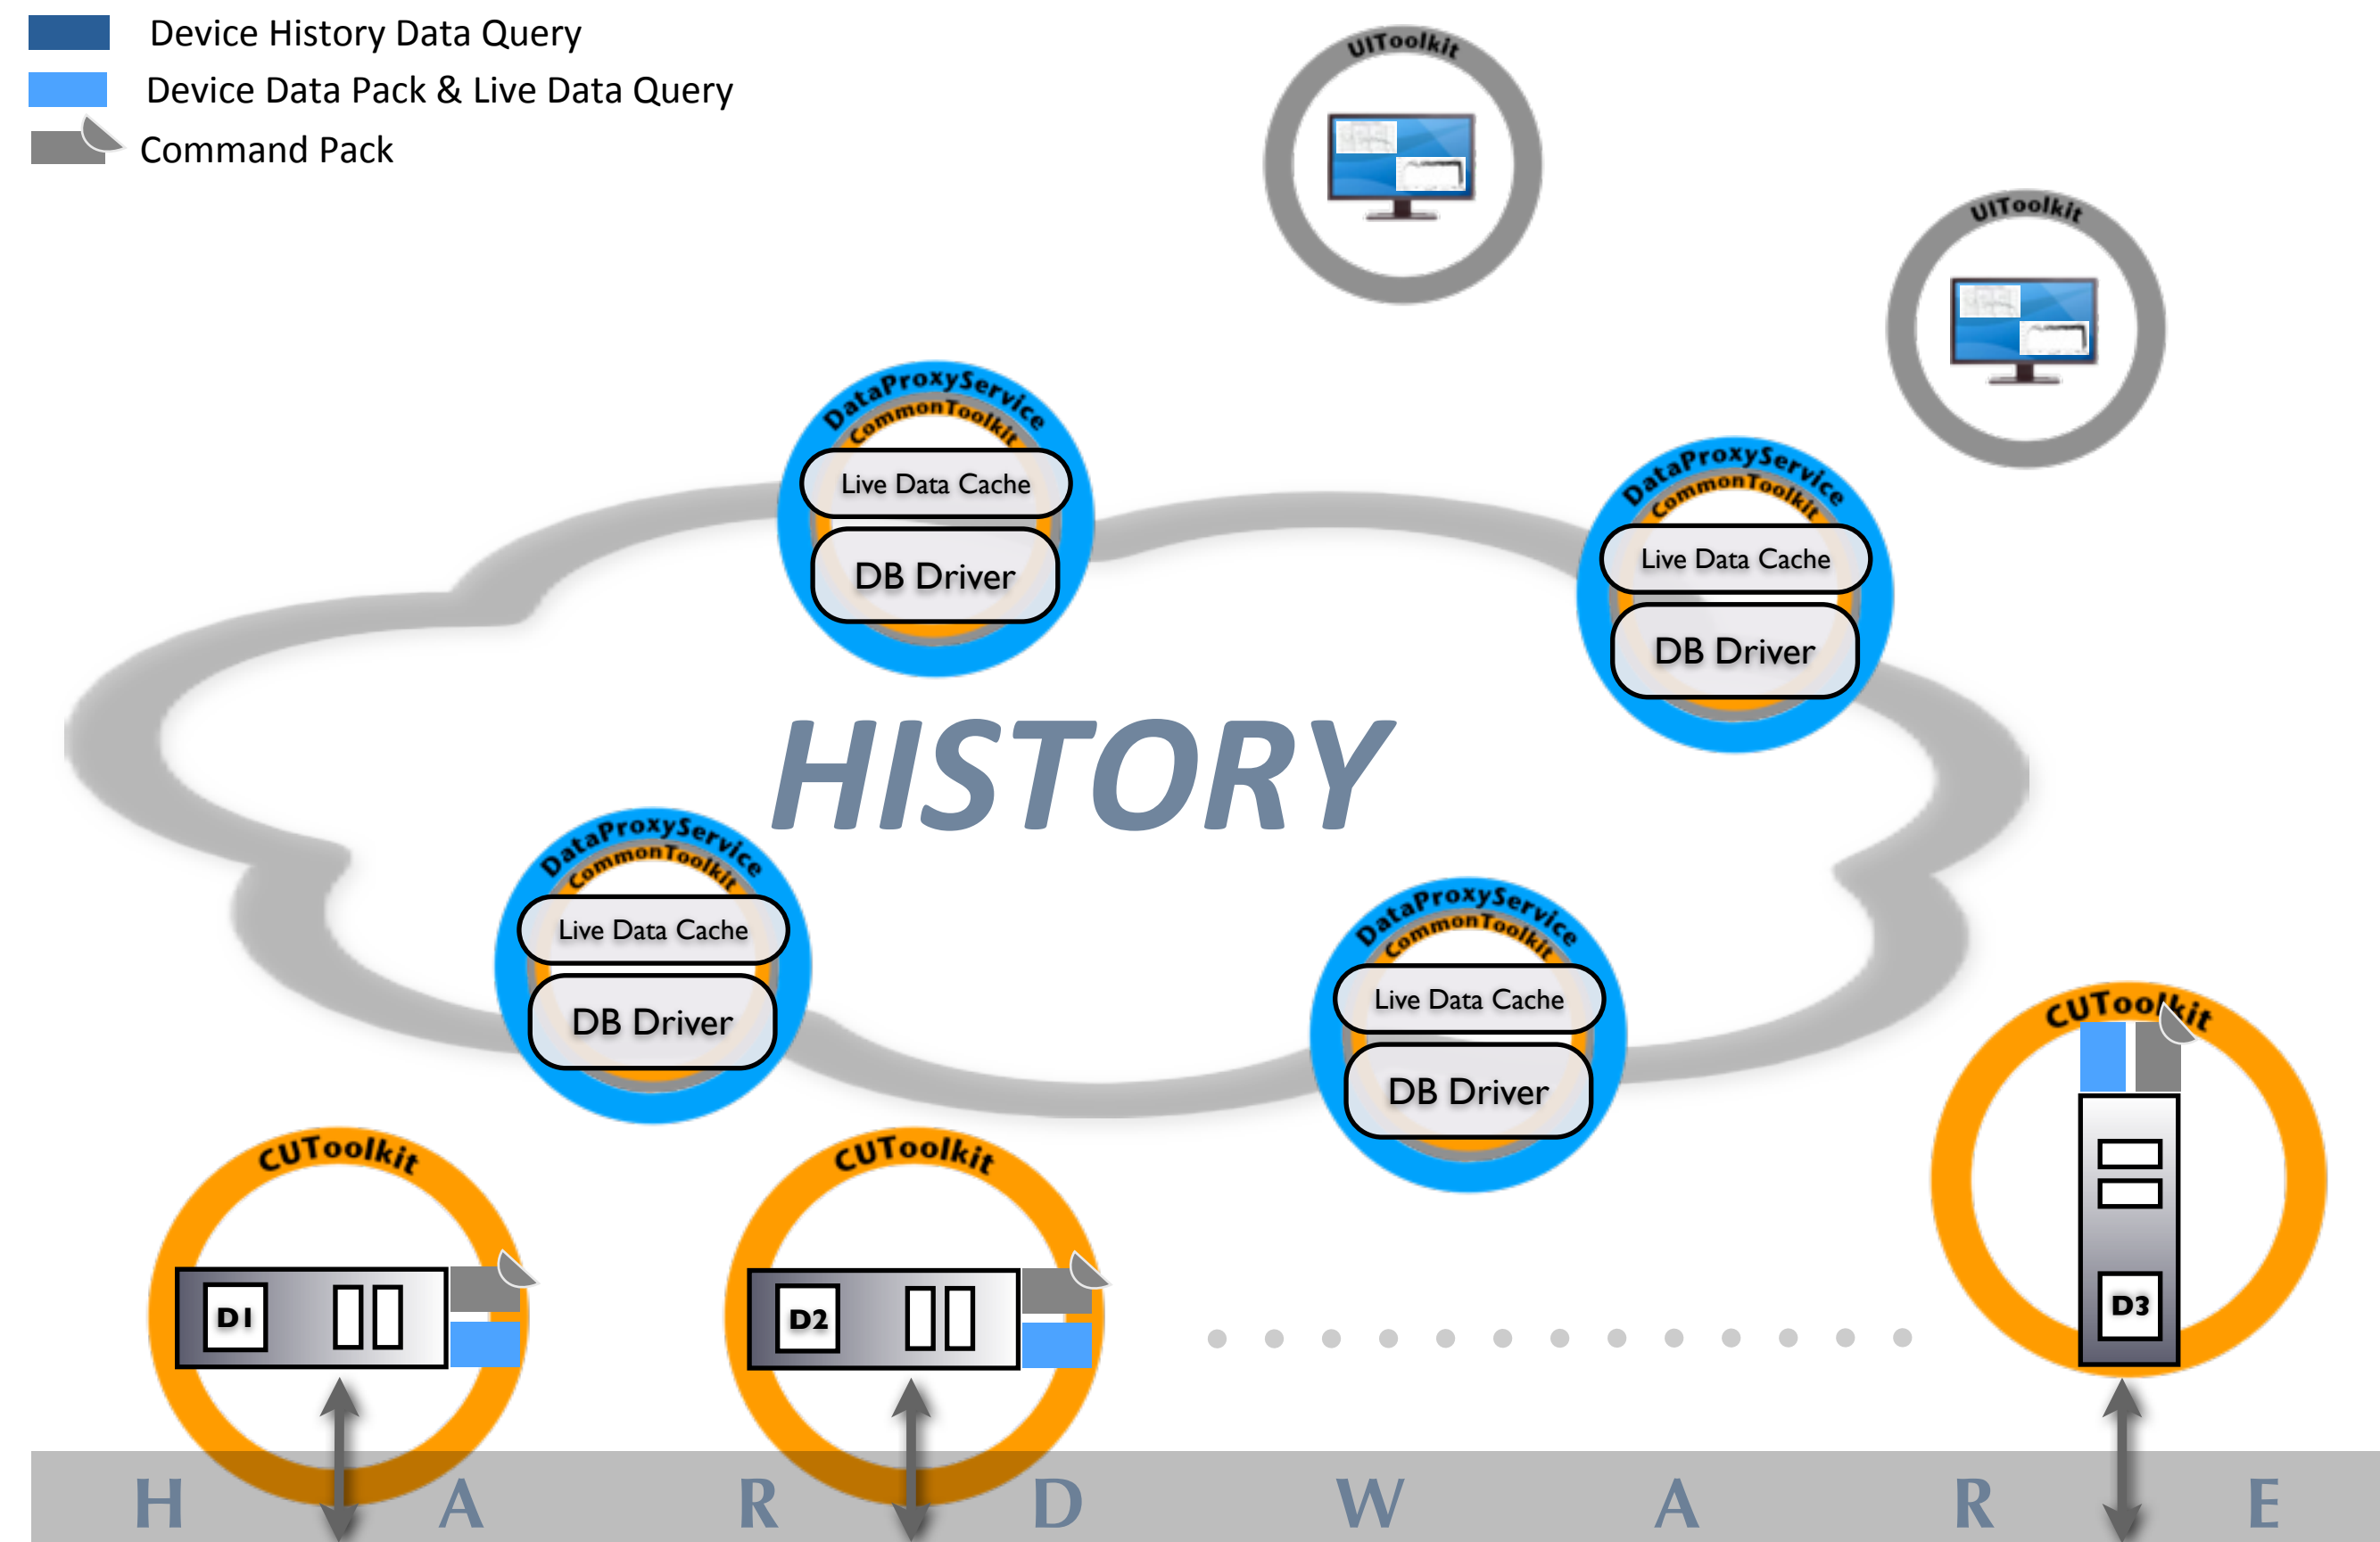 Device History Data Query
Device Data Pack & Live Data Query
Command Pack
UIToolkit
UIToolkit
DataProxyService
CommonToolkit
Live Data Cache
DB Driver
DataProxyService
CommonToolkit
Live Data Cache
DB Driver
HISTORY
DataProxyService
CommonToolkit
Live Data Cache
DB Driver
DataProxyService
CommonToolkit
Live Data Cache
DB Driver
CUToolkit
D1
CUToolkit
D2
CUToolkit
D3
H A R D W A R E